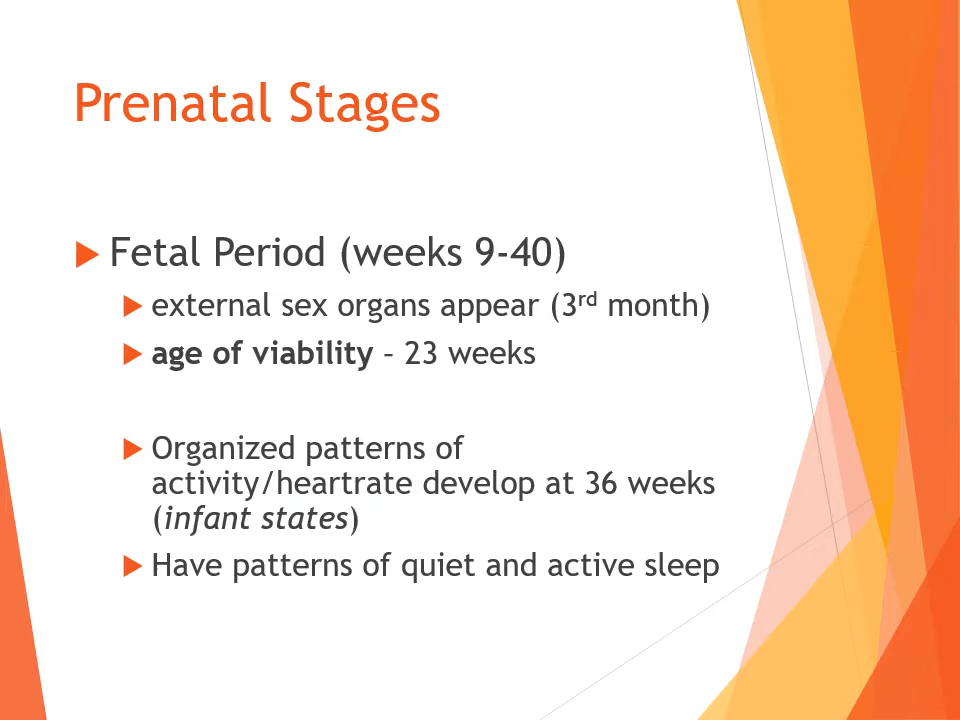 Prenatal Stages
Fetal Period (weeks 9-40)
external sex organs appear (3rd month)
age of viability – 23 weeks
Organized patterns of
activity/heartrate develop at 36 weeks
(infant states)
Have patterns of quiet and active sleep